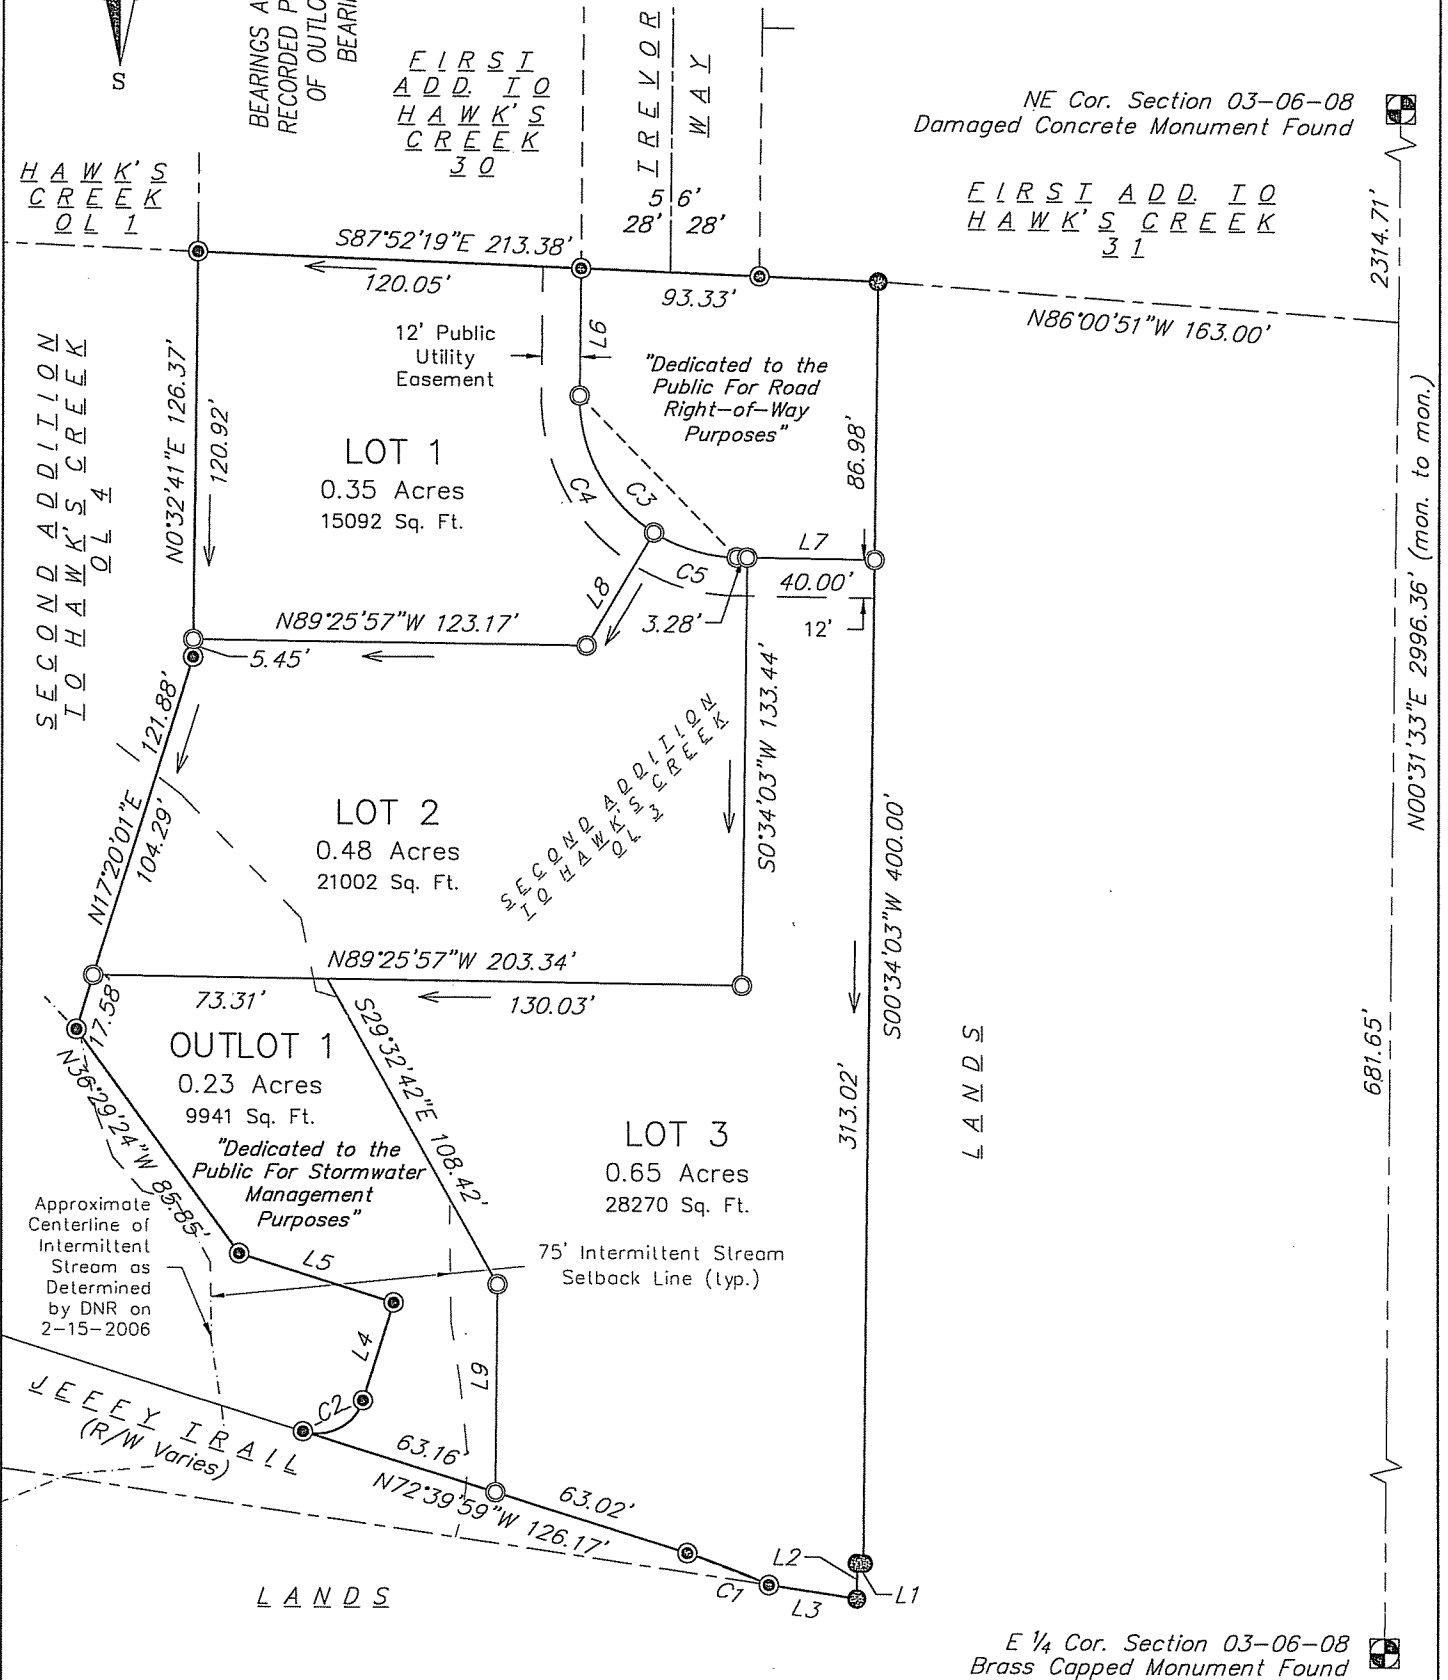 S
BEARINGS A
RECORDED P
OF OUTLO
BEARIN
FIRST
ADD. TO
HAWK'S
CREEK
30
TREVOR
WAY
56'
28' 28'
NE Cor. Section 03-06-08
Damaged Concrete Monument Found
HAWK'S
CREEK
OL 1
FIRST ADD. TO
HAWK'S CREEK
31
2314.71'
S87°52'19"E 213.38'
120.05'
93.33'
N86°00'51"W 163.00'
12' Public
Utility
Easement
L6
"Dedicated to the
Public For Road
Right-of-Way
Purposes"
SECOND ADDITION
TO HAWK'S CREEK
OL 4
N0°32'41"E 126.37'
120.92'
LOT 1
0.35 Acres
15092 Sq. Ft.
C4
C3
86.98'
L7
C5
40.00'
L8
3.28'
12'
N89°25'57"W 123.17'
5.45'
N00°31'33"E 2996.36' (mon. to mon.)
121.88'
N17°20'01"E
104.29'
SECOND ADDITION
TO HAWK'S CREEK
OL 3
S0°34'03"W 133.44'
LOT 2
0.48 Acres
21002 Sq. Ft.
S00°34'03"W 400.00'
N89°25'57"W 203.34'
73.31'
130.03'
17.58'
OUTLOT 1
0.23 Acres
9941 Sq. Ft.
"Dedicated to the
Public For Stormwater
Management
Purposes"
S29°32'42"E 108.42'
N36°29'24"W 85.85'
LOT 3
0.65 Acres
28270 Sq. Ft.
313.02'
LANDS
681.65'
Approximate
Centerline of
Intermittent
Stream as
Determined
by DNR on
2-15-2006
L5
75' Intermittent Stream
Setback Line (typ.)
L4
L9
C2
JEFFY TRAIL
(R/W Varies)
63.16'
N72°39'59"W 126.17'
63.02'
L2
L1
C1
L3
LANDS
E 1/4 Cor. Section 03-06-08
Brass Capped Monument Found